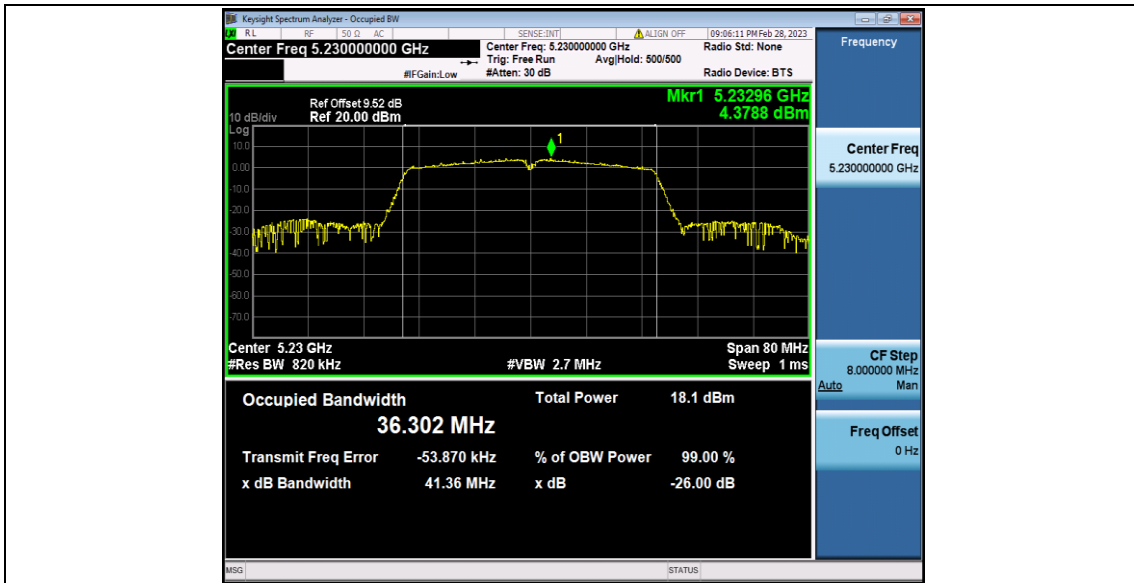 Keysight Spectrum Analyzer - Occupied BW
RL RF 50 Ω AC SENSE:INT ALIGN OFF 09:06:11 PM Feb 28, 2023
Center Freq 5.230000000 GHz
Center Freq: 5.230000000 GHz Radio Std: None
Trig: Free Run Avg|Hold: 500/500
#IFGain:Low #Atten: 30 dB Radio Device: BTS
Mkr1 5.23296 GHz
4.3788 dBm
Ref Offset 9.52 dB
10 dB/div Ref 20.00 dBm
Log
10.0
0.00
-10.0
-20.0
-30.0
-40.0
-50.0
-60.0
-70.0
1
Center 5.23 GHz Span 80 MHz
#Res BW 820 kHz #VBW 2.7 MHz Sweep 1 ms
Occupied Bandwidth Total Power 18.1 dBm
36.302 MHz
Transmit Freq Error -53.870 kHz % of OBW Power 99.00 %
x dB Bandwidth 41.36 MHz x dB -26.00 dB
MSG STATUS
Frequency
Center Freq
5.230000000 GHz
CF Step
8.000000 MHz
Auto Man
Freq Offset
0 Hz